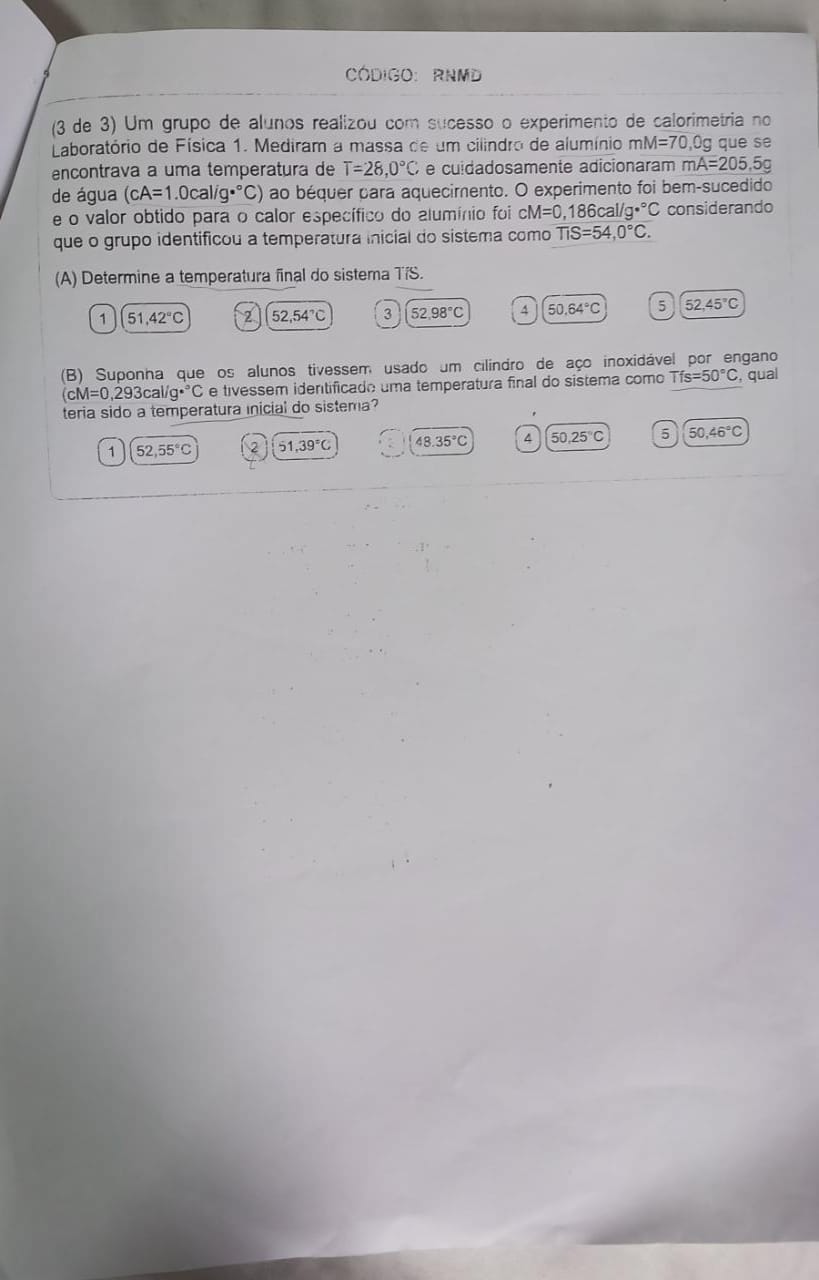 CÓDIGO: RNMD
(3 de 3) Um grupo de alunos realizou com sucesso o experimento de calorimetria no
Laboratório de Física 1. Mediram a massa de um cilindro de alumínio mM=70,0g que se
encontrava a uma temperatura de T=28,0°C e cuidadosamente adicionaram mA=205,5g
de água (cA=1.0cal/g•°C) ao béquer para aquecimento. O experimento foi bem-sucedido
e o valor obtido para o calor específico do alumínio foi cM=0,186cal/g•°C considerando
que o grupo identificou a temperatura inicial do sistema como TiS=54,0°C.
(A) Determine a temperatura final do sistema TfS.
1 51,42°C 2 52,54°C 3 52,98°C 4 50,64°C 5 52,45°C
(B) Suponha que os alunos tivessem usado um cilindro de aço inoxidável por engano
(cM=0,293cal/g•°C e tivessem identificado uma temperatura final do sistema como Tfs=50°C, qual
teria sido a temperatura inicial do sistema?
1 52,55°C 2 51,39°C 48.35°C 4 50,25°C 5 50,46°C